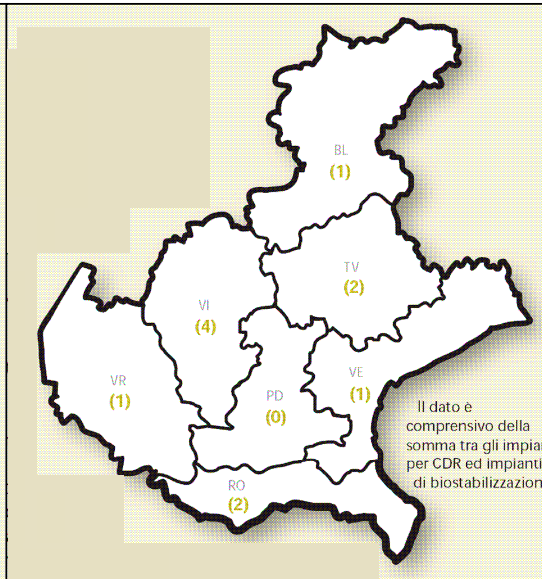 BL
(1)
TV
(2)
VI
(4)
VE
(1)
VR
(1)
PD
(0)
Il dato è
comprensivo della
somma tra gli impian
per CDR ed impianti
di biostabilizzazion
RO
(2)